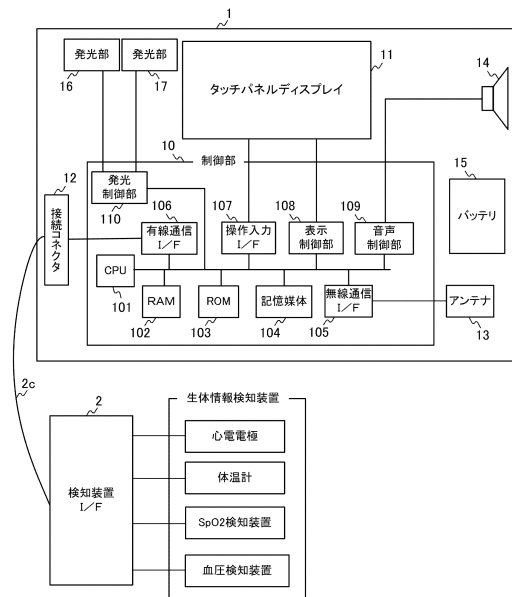 1
発光部
発光部
16
17
タッチパネルディスプレイ
11
14
10
制御部
12
接続コネクタ
発光
制御部
110
106
有線通信
I/F
107
操作入力
I/F
108
表示
制御部
109
音声
制御部
15
バッテリ
CPU
101
RAM
102
ROM
103
記憶媒体
104
無線通信
I/F
105
アンテナ
13
2c
2
検知装置
I/F
生体情報検知装置
心電電極
体温計
SpO2検知装置
血圧検知装置